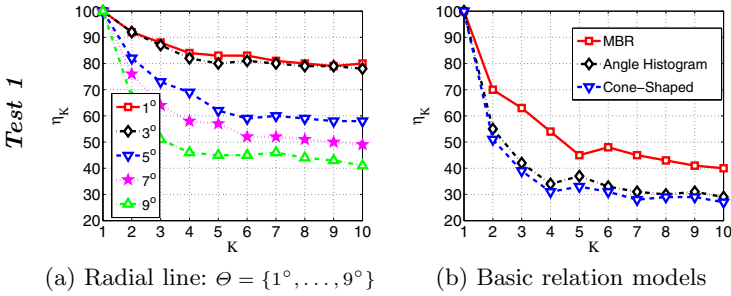 Test 1
η_K
100
90
80
70
60
50
40
30
20
1°
3°
5°
7°
9°
1 2 3 4 5 6 7 8 9 10
K
(a) Radial line: Θ = {1°, . . . , 9°}
η_K
100
90
80
70
60
50
40
30
20
MBR
Angle Histogram
Cone-Shaped
1 2 3 4 5 6 7 8 9 10
K
(b) Basic relation models